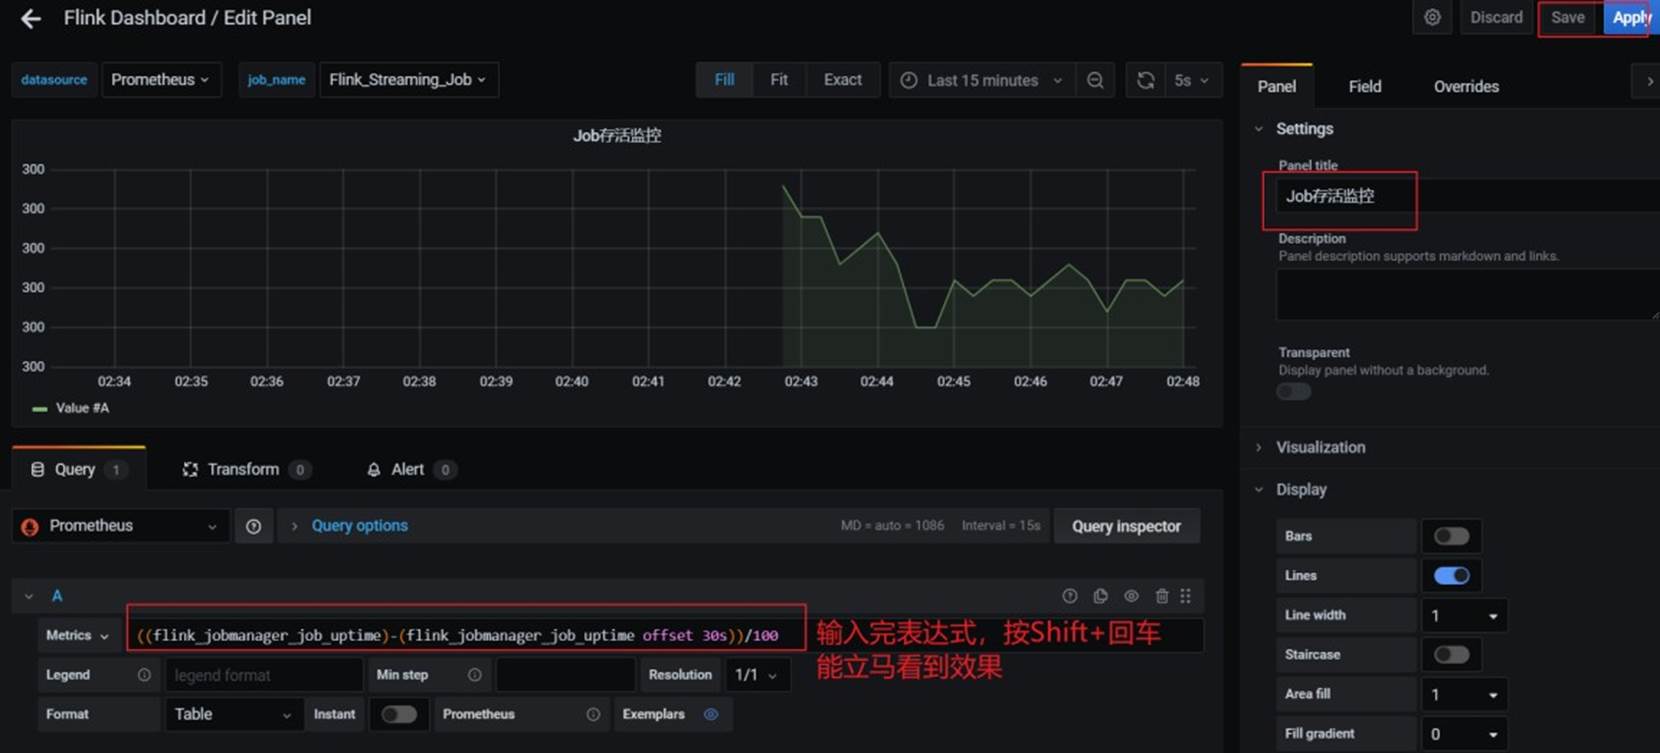 Flink Dashboard / Edit Panel
Discard Save Apply
datasource Prometheus job_name Flink_Streaming_Job Fill Fit Exact Last 15 minutes 5s
Panel Field Overrides
Job存活监控
300
300
300
300
300
300
02:34 02:35 02:36 02:37 02:38 02:39 02:40 02:41 02:42 02:43 02:44 02:45 02:46 02:47 02:48
Value #A
Settings
Panel title
Job存活监控
Description
Panel description supports markdown and links.
Transparent
Display panel without a background.
Visualization
Display
Bars
Lines
Line width 1
Staircase
Area fill 1
Fill gradient 0
Query 1 Transform 0 Alert 0
Prometheus Query options MD = auto = 1086 Interval = 15s Query inspector
A
Metrics ((flink_jobmanager_job_uptime)-(flink_jobmanager_job_uptime offset 30s))/100
输入完表达式，按Shift+回车
能立马看到效果
Legend legend format Min step Resolution 1/1
Format Table Instant Prometheus Exemplars